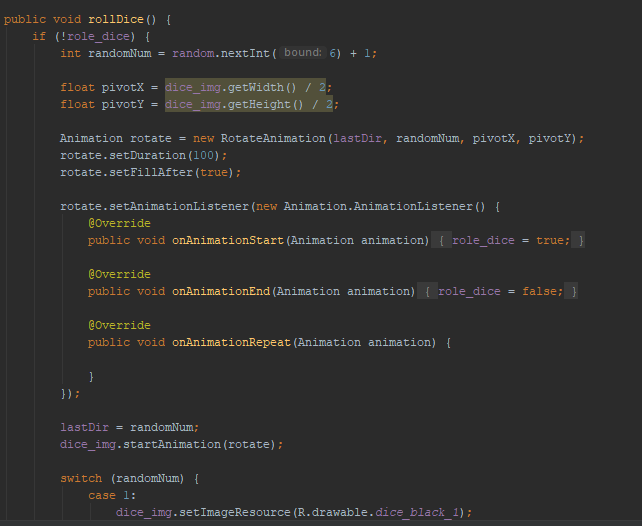 public void rollDice() {
if (!role_dice) {
int randomNum = random.nextInt( bound: 6) + 1;
float pivotX = dice_img.getWidth() / 2;
float pivotY = dice_img.getHeight() / 2;
Animation rotate = new RotateAnimation(lastDir, randomNum, pivotX, pivotY);
rotate.setDuration(100);
rotate.setFillAfter(true);
rotate.setAnimationListener(new Animation.AnimationListener() {
@Override
public void onAnimationStart(Animation animation) { role_dice = true; }
@Override
public void onAnimationEnd(Animation animation) { role_dice = false; }
@Override
public void onAnimationRepeat(Animation animation) {
}
});
lastDir = randomNum;
dice_img.startAnimation(rotate);
switch (randomNum) {
case 1:
dice_img.setImageResource(R.drawable.dice_black_1);